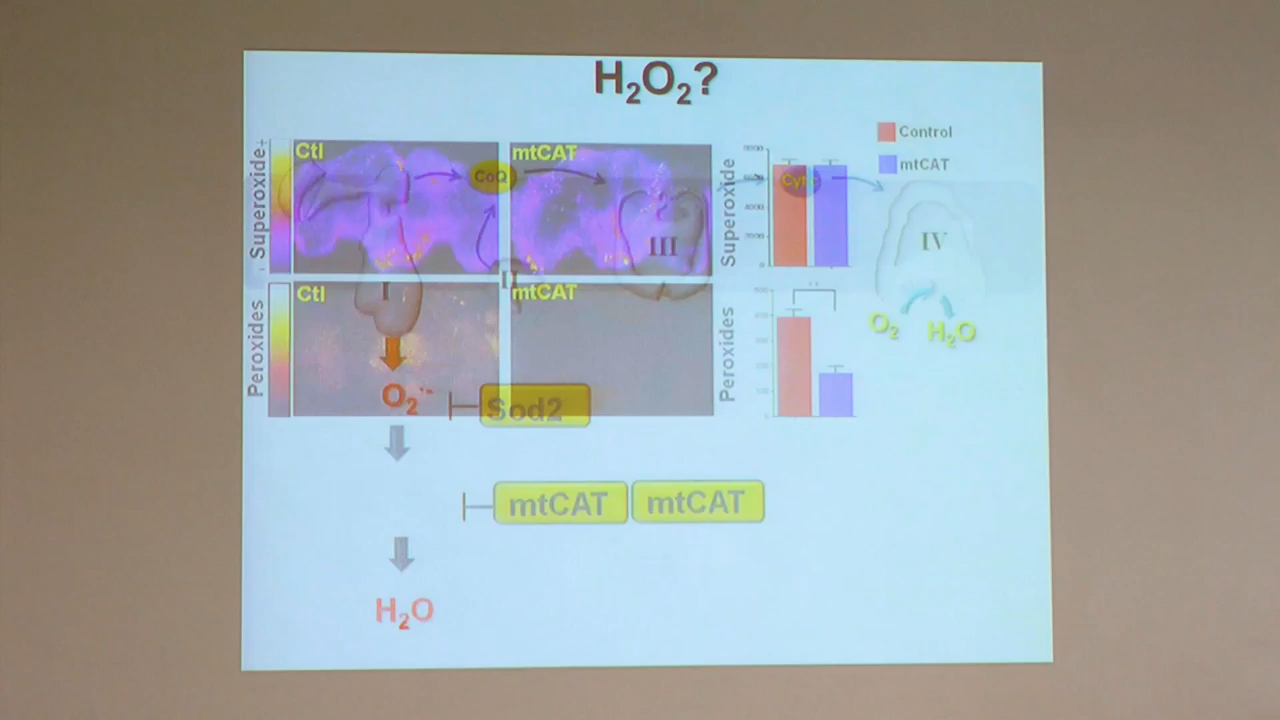 H₂O₂?
Control
mtCAT
Superoxide
Ctl
mtCAT
CoQ
III
Superoxide
IV
Peroxides
Ctl
I
II
mtCAT
Peroxides
O₂
H₂O
O₂
Sod2
mtCAT
mtCAT
H₂O